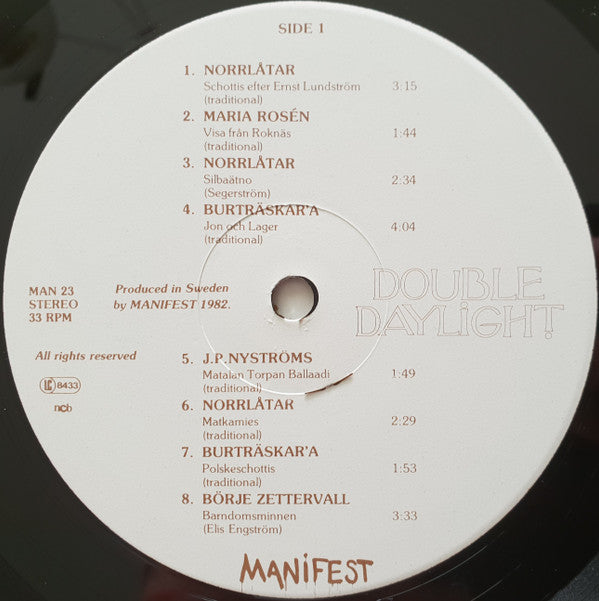 SIDE 1
1. NORRLÅTAR
Schottis efter Ernst Lundström 3:15
(traditional)
2. MARIA ROSÉN
Visa från Roknäs 1:44
(traditional)
3. NORRLÅTAR
Silbaätno 2:34
(Segerström)
4. BURTRÄSKAR'A
Jon och Lager 4:04
(traditional)
MAN 23
STEREO
33 RPM
Produced in Sweden
by MANIFEST 1982.
DOUBLE
DAYLiGHT
All rights reserved
LC 8433
ncb
5. J.P.NYSTRÖMS
Matalan Torpan Ballaadi 1:49
(traditional)
6. NORRLÅTAR
Matkamies 2:29
(traditional)
7. BURTRÄSKAR'A
Polskeschottis 1:53
(traditional)
8. BÖRJE ZETTERVALL
Barndomsminnen 3:33
(Elis Engström)
MANiFEST